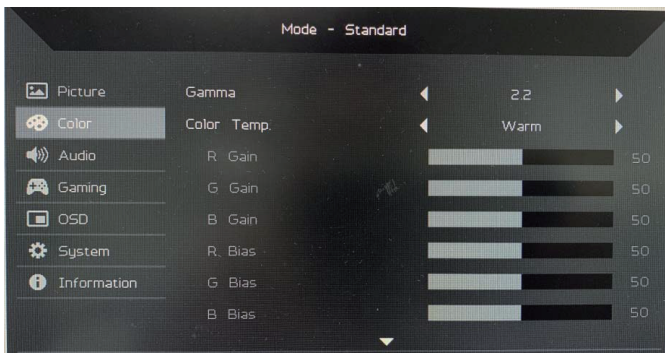 Mode - Standard
Picture
Gamma
2.2
Color
Color Temp.
Warm
Audio
R Gain
50
Gaming
G Gain
50
OSD
B Gain
50
System
R. Bias
50
Information
G Bias
50
B Bias
50